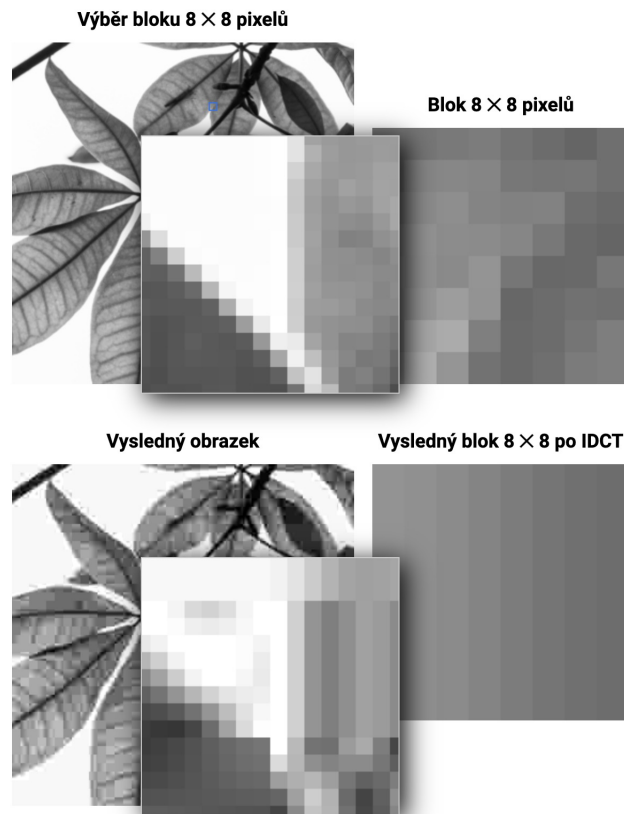 Výběr bloku 8 × 8 pixelů
Blok 8 × 8 pixelů
Vysledný obrazek
Vysledný blok 8 × 8 po IDCT